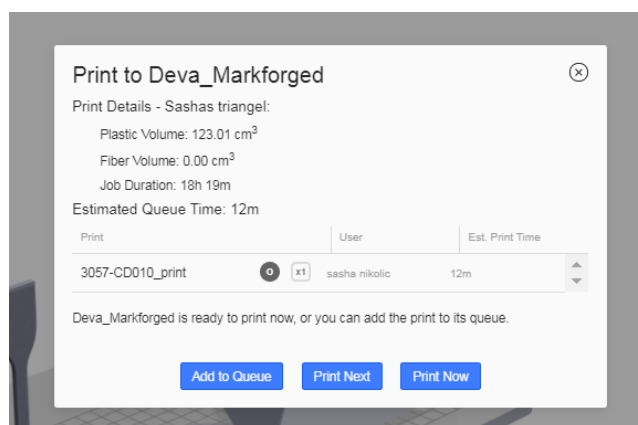 Print to Deva_Markforged
Print Details - Sashas triangel:
Plastic Volume: 123.01 cm³
Fiber Volume: 0.00 cm³
Job Duration: 18h 19m
Estimated Queue Time: 12m
Print User Est. Print Time
3057-CD010_print O x1 sasha nikolic 12m
Deva_Markforged is ready to print now, or you can add the print to its queue.
Add to Queue Print Next Print Now